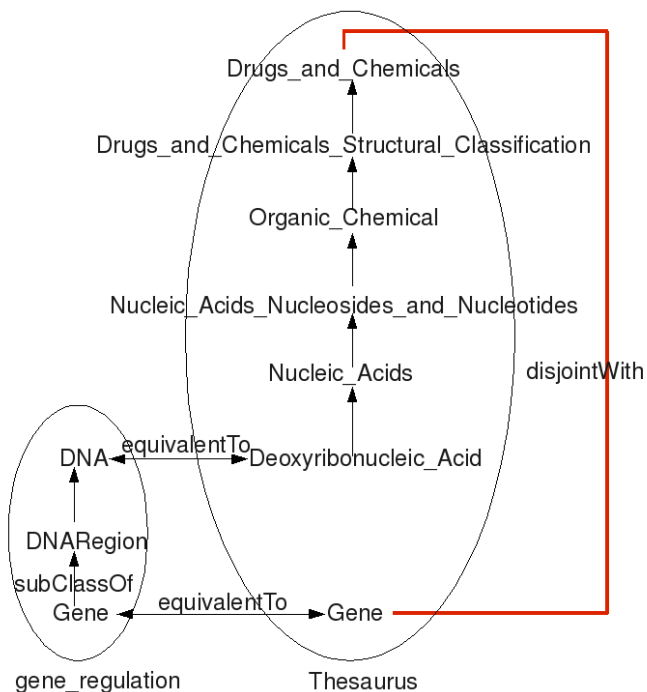 Drugs_and_Chemicals
Drugs_and_Chemicals_Structural_Classification
Organic_Chemical
Nucleic_Acids_Nucleosides_and_Nucleotides
Nucleic_Acids
disjointWith
equivalentTo
DNA
Deoxyribonucleic_Acid
DNARegion
subClassOf
equivalentTo
Gene
Gene
gene_regulation
Thesaurus